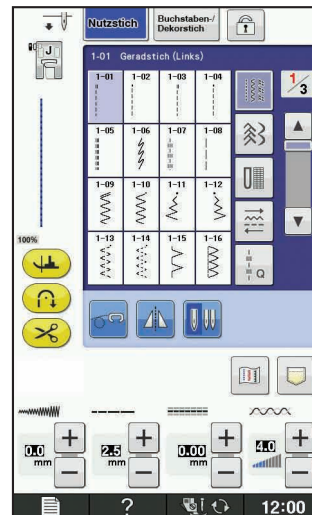 Nutzstich
Buchstaben-/
Dekorstich
J
1-01 Geradstich (Links)
1-01 1-02 1-03 1-04
1/3
1-05 1-06 1-07 1-08
1-09 1-10 1-11 1-12
1-13 1-14 1-15 1-16
100%
Q
0.0 mm
2.5 mm
0.00 mm
4.0
?
12:00